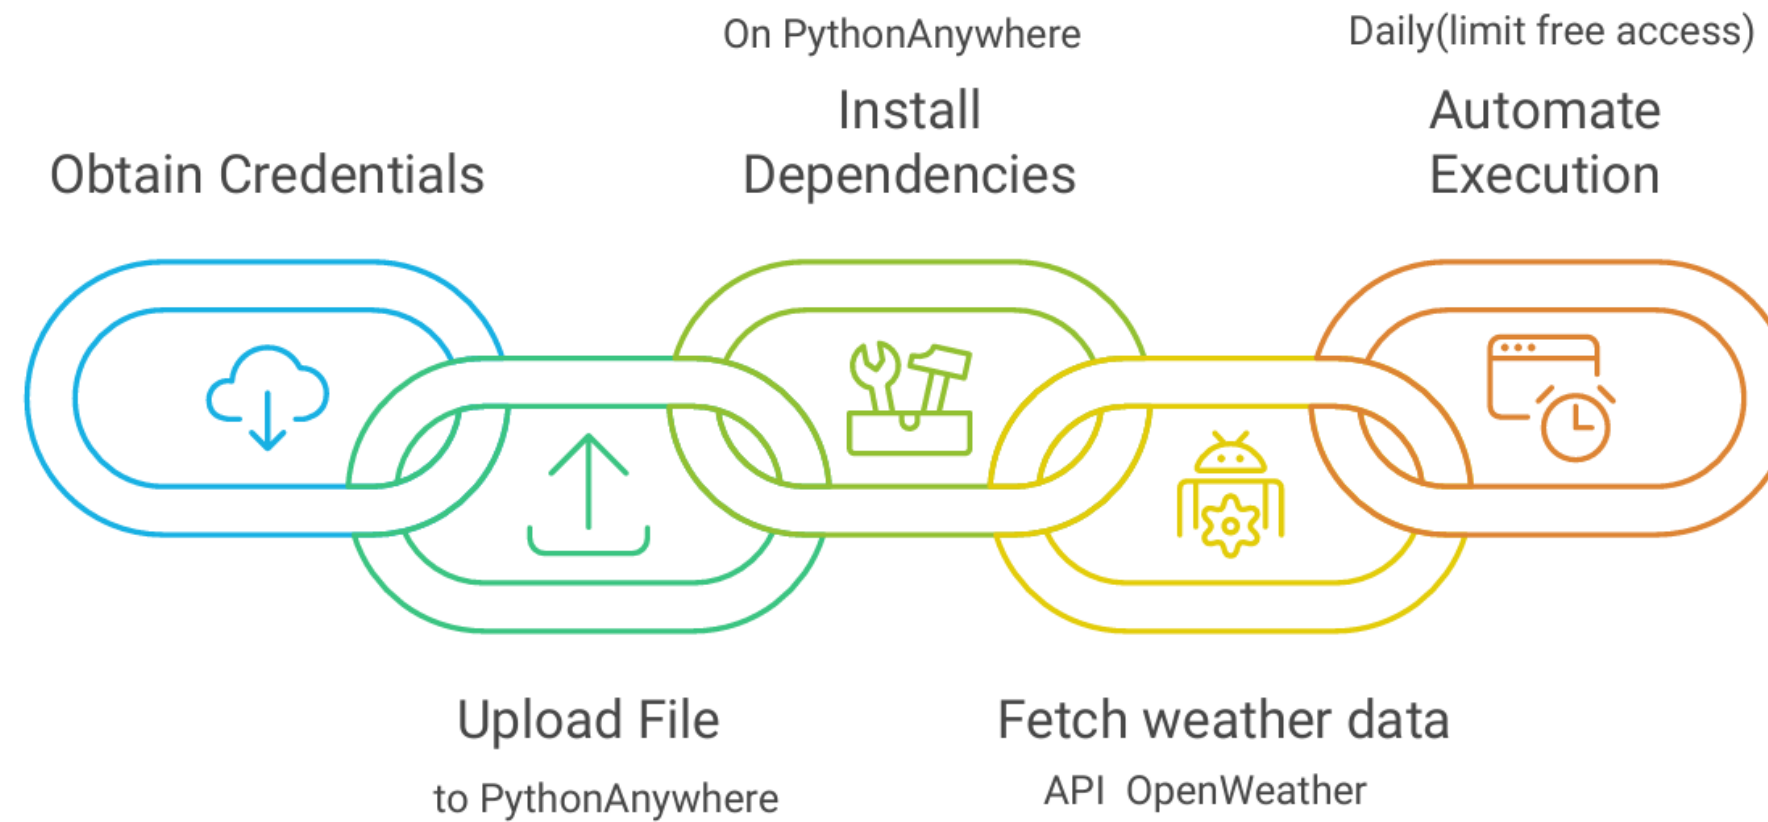 Obtain Credentials
Upload File
to PythonAnywhere
On PythonAnywhere
Install
Dependencies
Fetch weather data
API OpenWeather
Daily(limit free access)
Automate
Execution